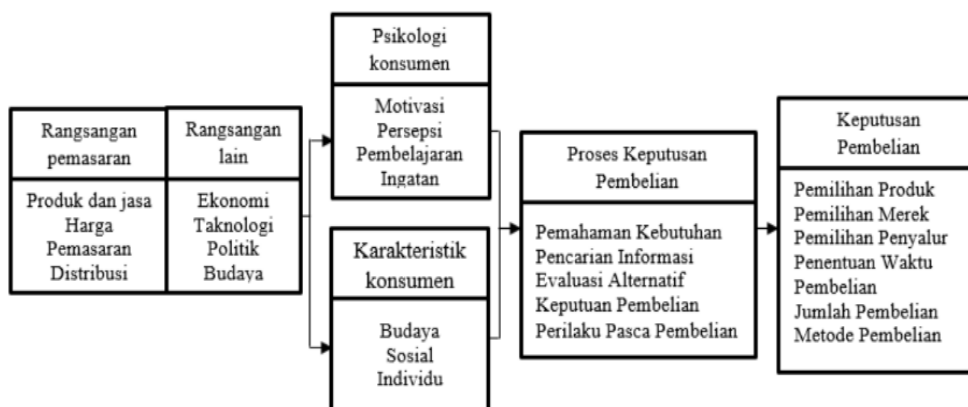 Rangsangan
pemasaran
Produk dan jasa
Harga
Pemasaran
Distribusi
Rangsangan
lain
Ekonomi
Taknologi
Politik
Budaya
Psikologi
konsumen
Motivasi
Persepsi
Pembelajaran
Ingatan
Karakteristik
konsumen
Budaya
Sosial
Individu
Proses Keputusan
Pembelian
Pemahaman Kebutuhan
Pencarian Informasi
Evaluasi Alternatif
Keputuan Pembelian
Perilaku Pasca Pembelian
Keputusan
Pembelian
Pemilihan Produk
Pemilihan Merek
Pemilihan Penyalur
Penentuan Waktu
Pembelian
Jumlah Pembelian
Metode Pembelian